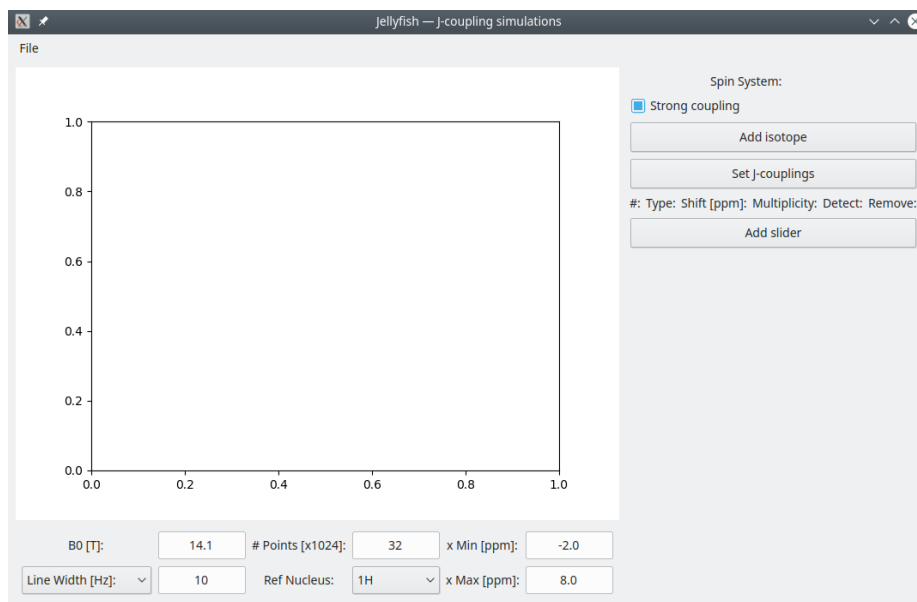 Jellyfish — J-coupling simulations
File
Spin System:
Strong coupling
Add isotope
Set J-couplings
#: Type: Shift [ppm]: Multiplicity: Detect: Remove:
Add slider
1.0
0.8
0.6
0.4
0.2
0.0
0.0 0.2 0.4 0.6 0.8 1.0
B0 [T]: 14.1 # Points [x1024]: 32 x Min [ppm]: -2.0
Line Width [Hz]: 10 Ref Nucleus: 1H x Max [ppm]: 8.0